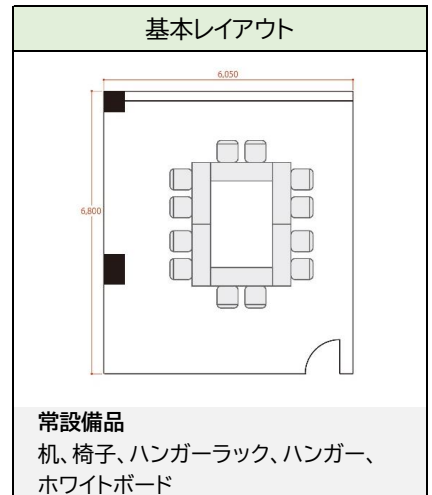 基本レイアウト
6,050
6,800
常設備品
机、椅子、ハンガーラック、ハンガー、
ホワイトボード